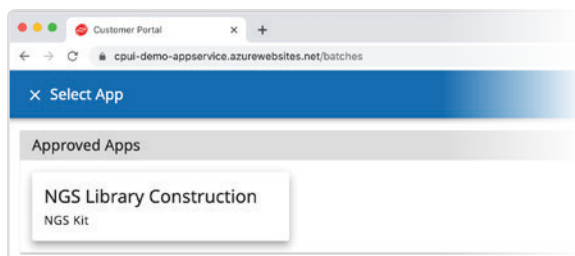 Customer Portal
cpui-demo-appservice.azurewebsites.net/batches
Select App
Approved Apps
NGS Library Construction
NGS Kit